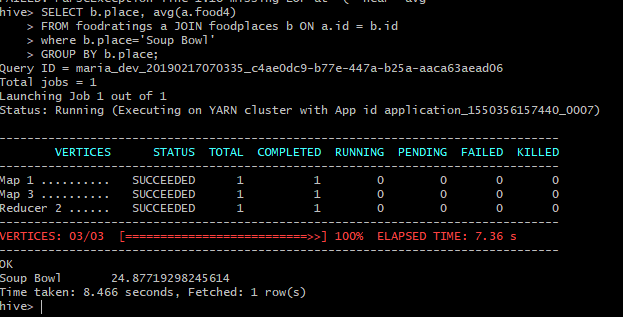 FAILED: ParseException line 1:16 missing EOF at '(' near 'avg'
hive> SELECT b.place, avg(a.food4)
    > FROM foodratings a JOIN foodplaces b ON a.id = b.id
    > where b.place='Soup Bowl'
    > GROUP BY b.place;
Query ID = maria_dev_20190217070335_c4ae0dc9-b77e-447a-b25a-aaca63aead06
Total jobs = 1
Launching Job 1 out of 1
Status: Running (Executing on YARN cluster with App id application_1550356157440_0007)
--------------------------------------------------------------------------------
VERTICES STATUS TOTAL COMPLETED RUNNING PENDING FAILED KILLED
--------------------------------------------------------------------------------
Map 1 .......... SUCCEEDED 1 1 0 0 0 0
Map 3 .......... SUCCEEDED 1 1 0 0 0 0
Reducer 2 ...... SUCCEEDED 1 1 0 0 0 0
--------------------------------------------------------------------------------
VERTICES: 03/03 [==========================>>] 100% ELAPSED TIME: 7.36 s
--------------------------------------------------------------------------------
OK
Soup Bowl 24.87719298245614
Time taken: 8.466 seconds, Fetched: 1 row(s)
hive>